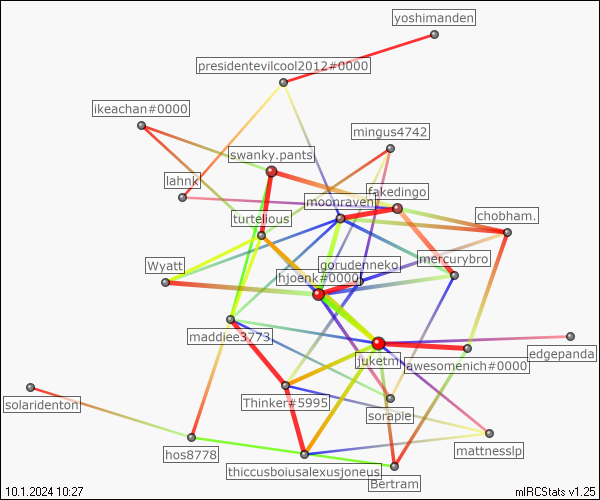 yoshimanden
presidentevilcool2012#0000
ikeachan#0000
mingus4742
swanky.pants
lahnk
fakedingo
moonraven
chobham.
turtelious
mercurybro
Wyatt
gorudenneko
hjoenk#0000
maddiee3773
juketm
edgepanda
awesomenich#0000
solaridenton
Thinker#5995
sorapie
mattnesslp
hos8778
thiccusboiusalexusjoneus
Bertram
10.1.2024 10:27
mIRCStats v1.25